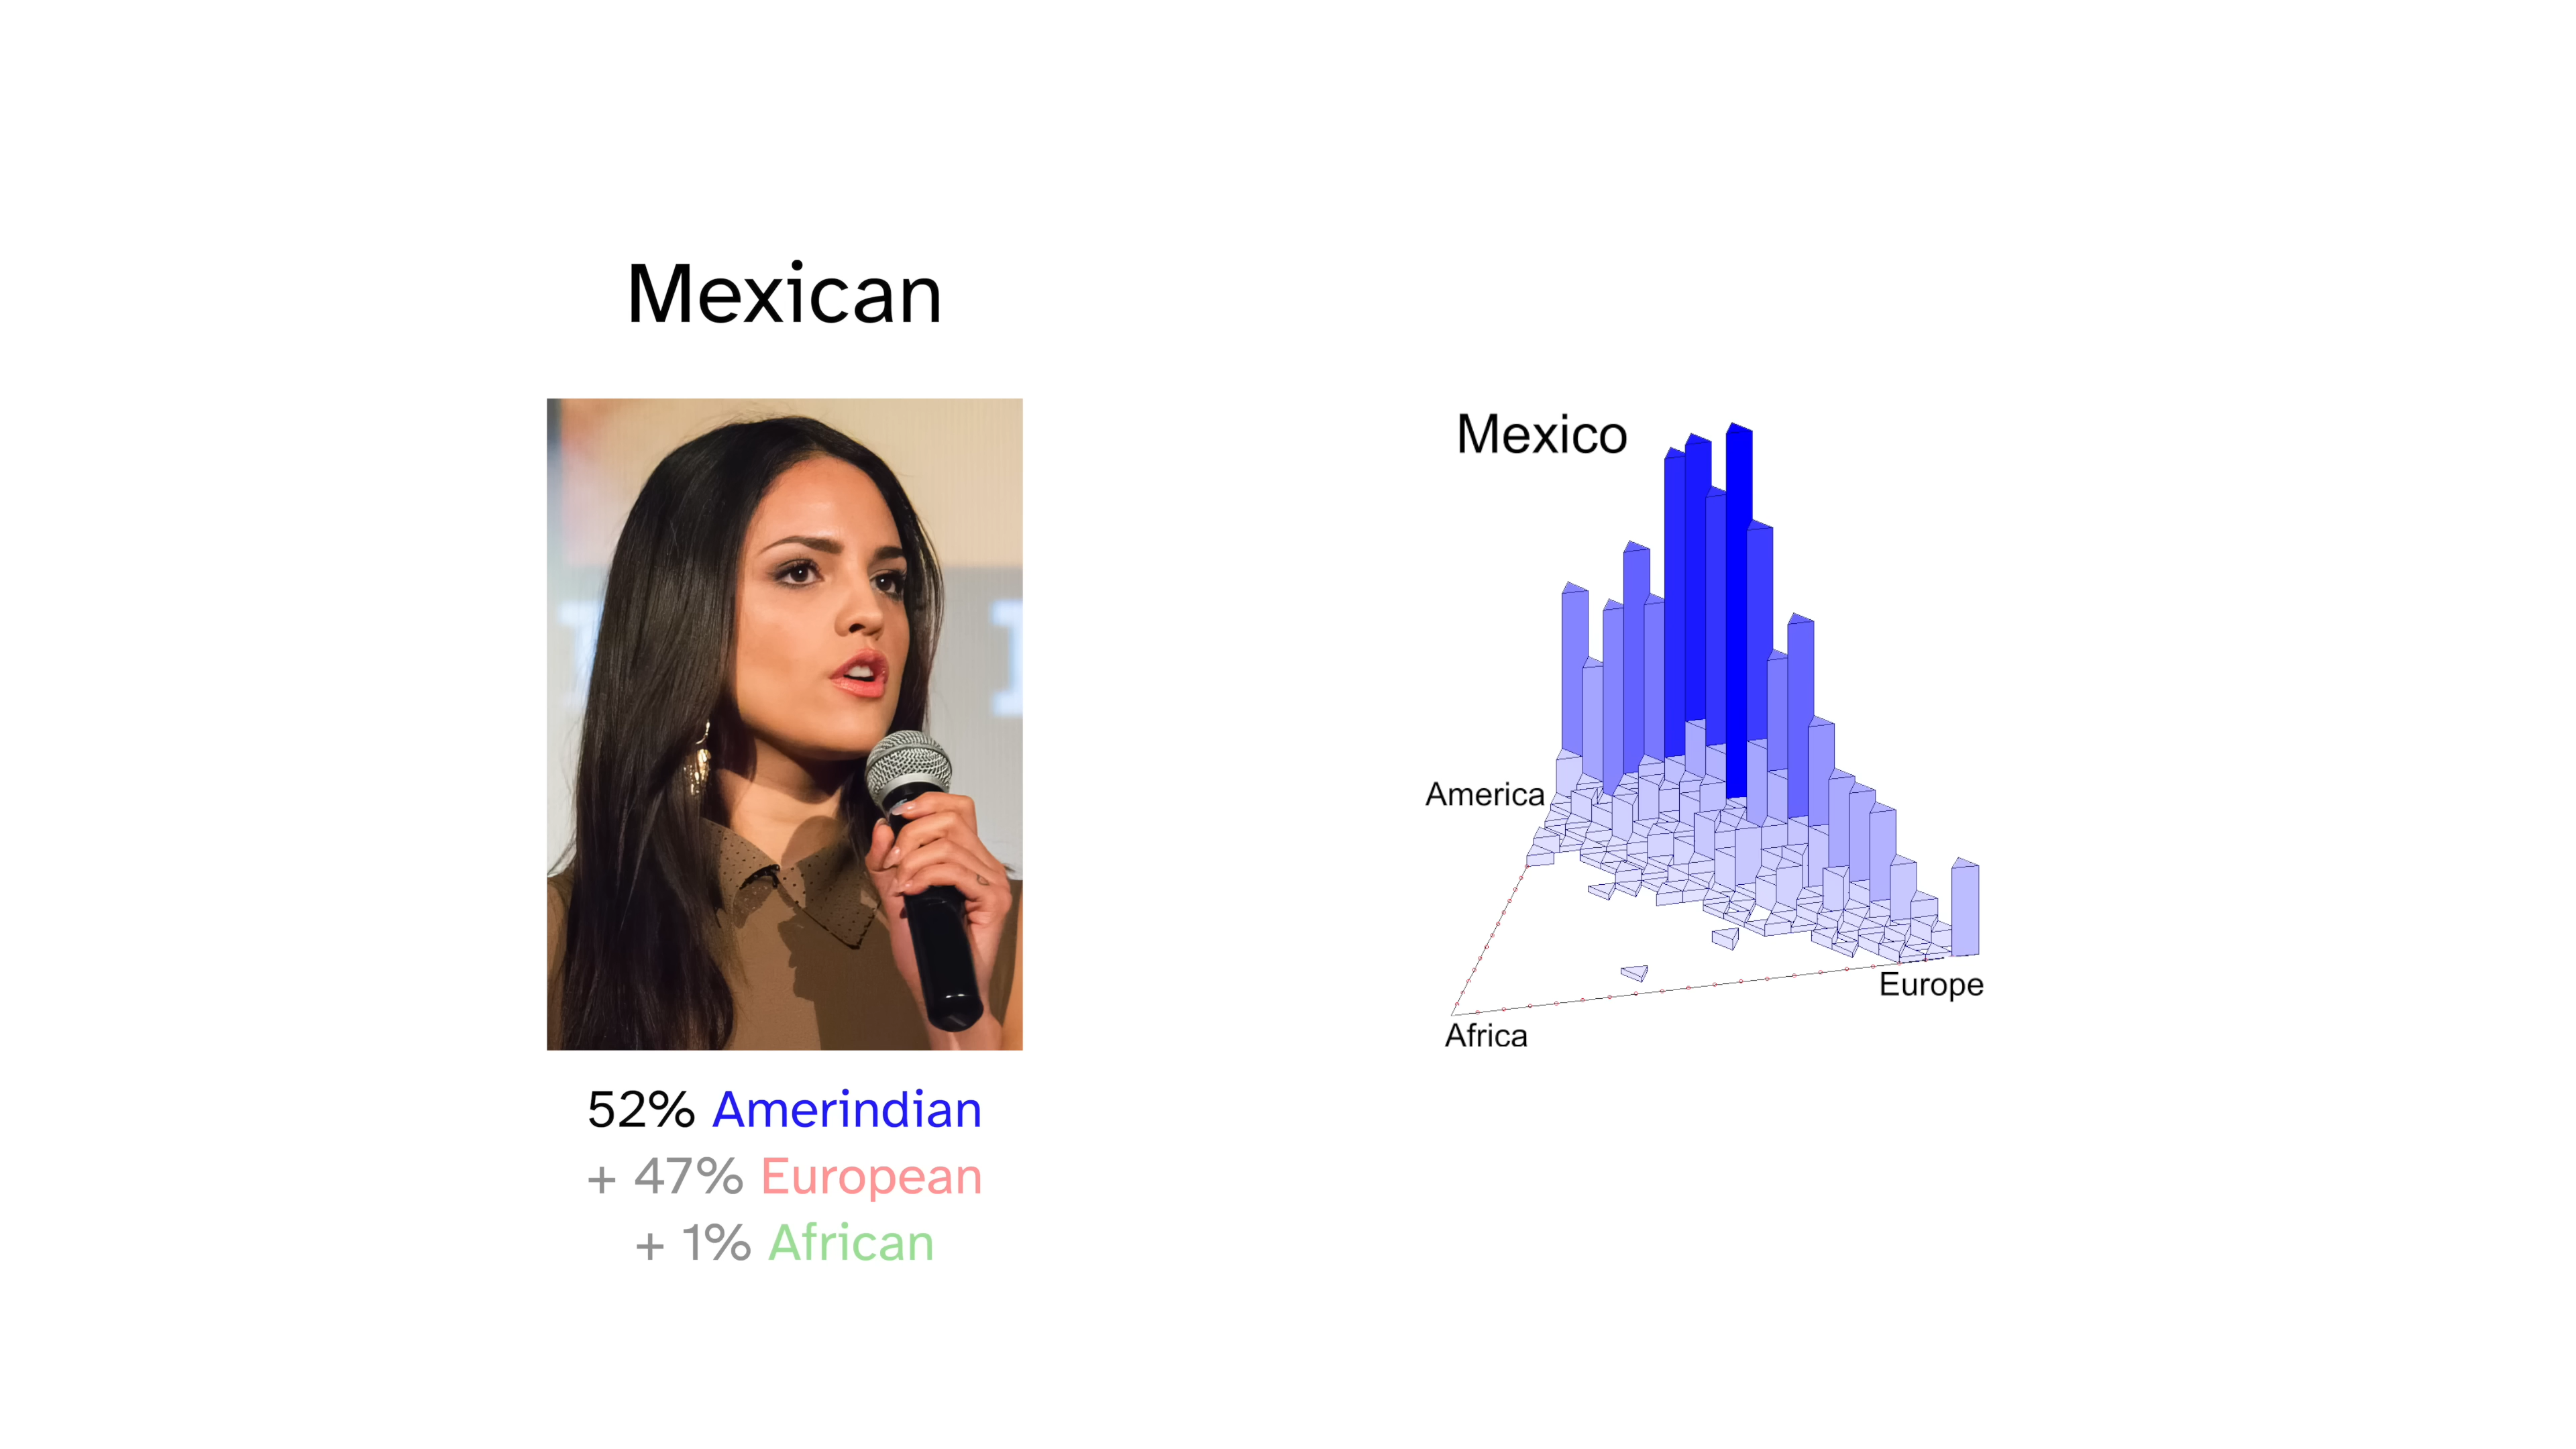 Mexican
52% Amerindian
+ 47% European
+ 1% African
Mexico
America
Europe
Africa